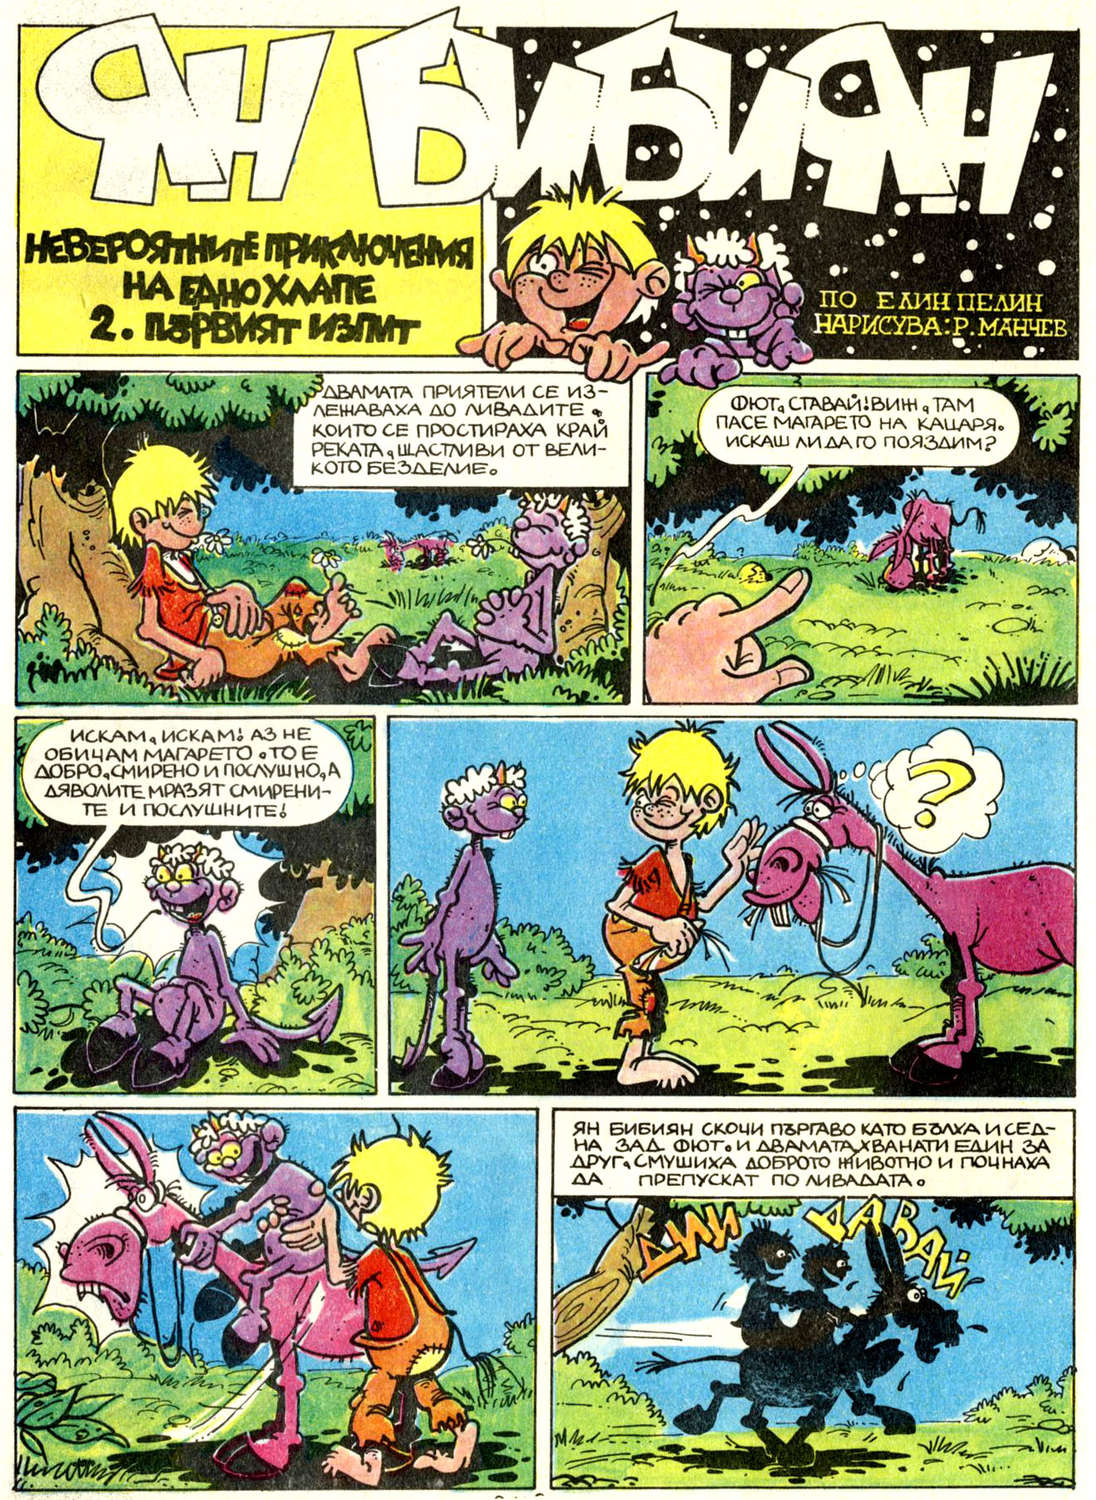 ЯН БИБИЯН
НЕВЕРОЯТНИТЕ ПРИКЛЮЧЕНИЯ
НА ЕДНО ХЛАПЕ
2. ПЪРВИЯТ ИЗПИТ
ПО ЕЛИН ПЕЛИН
НАРИСУВА: Р. МАНЧЕВ
ДВАМАТА ПРИЯТЕЛИ СЕ ИЗ-
ЛЕЖАВАХА ДО ЛИВАДИТЕ,
КОИТО СЕ ПРОСТИРАХА КРАЙ
РЕКАТА, ЩАСТЛИВИ ОТ ВЕЛИ-
КОТО БЕЗДЕЛИЕ.
ФЮТ, СТАВАЙ! ВИЖ, ТАМ
ПАСЕ МАГАРЕТО НА КАЦАРЯ.
ИСКАШ ЛИ ДА ГО ПОЯЗДИМ?
ИСКАМ, ИСКАМ! АЗ НЕ
ОБИЧАМ МАГАРЕТО. ТО Е
ДОБРО, СМИРЕНО И ПОСЛУШНО, А
ДЯВОЛИТЕ МРАЗЯТ СМИРЕНИ-
ТЕ И ПОСЛУШНИТЕ!
?
ЯН БИБИЯН СКОЧИ ПЪРГАВО КАТО БЪЛХА И СЕД-
НА ЗАД ФЮТ. И ДВАМАТА, ХВАНАТИ ЕДИН ЗА
ДРУГ, СМУШИХА ДОБРОТО ЖИВОТНО И ПОЧНАХА
ДА ПРЕПУСКАТ ПО ЛИВАДАТА.
ДИИ ДАВАЙ